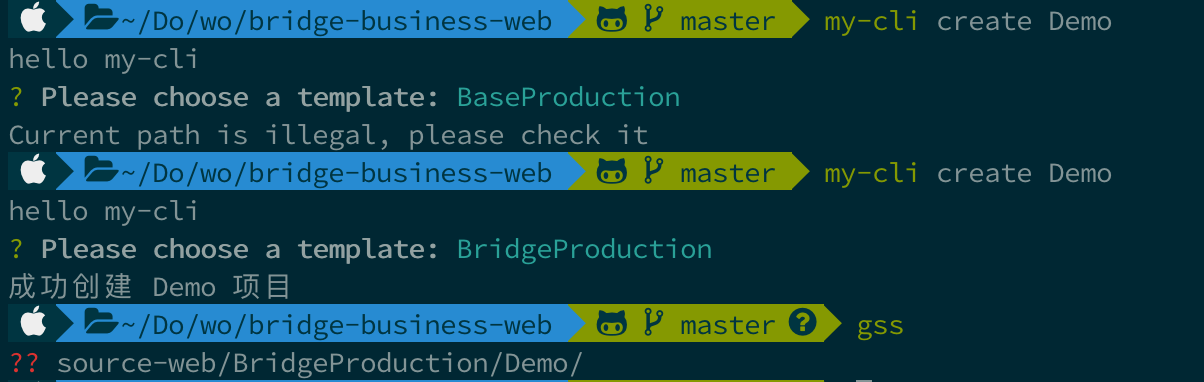 ~/Do/wo/bridge-business-web master my-cli create Demo
hello my-cli
? Please choose a template: BaseProduction
Current path is illegal, please check it
~/Do/wo/bridge-business-web master my-cli create Demo
hello my-cli
? Please choose a template: BridgeProduction
成功创建 Demo 项目
~/Do/wo/bridge-business-web master ? gss
?? source-web/BridgeProduction/Demo/